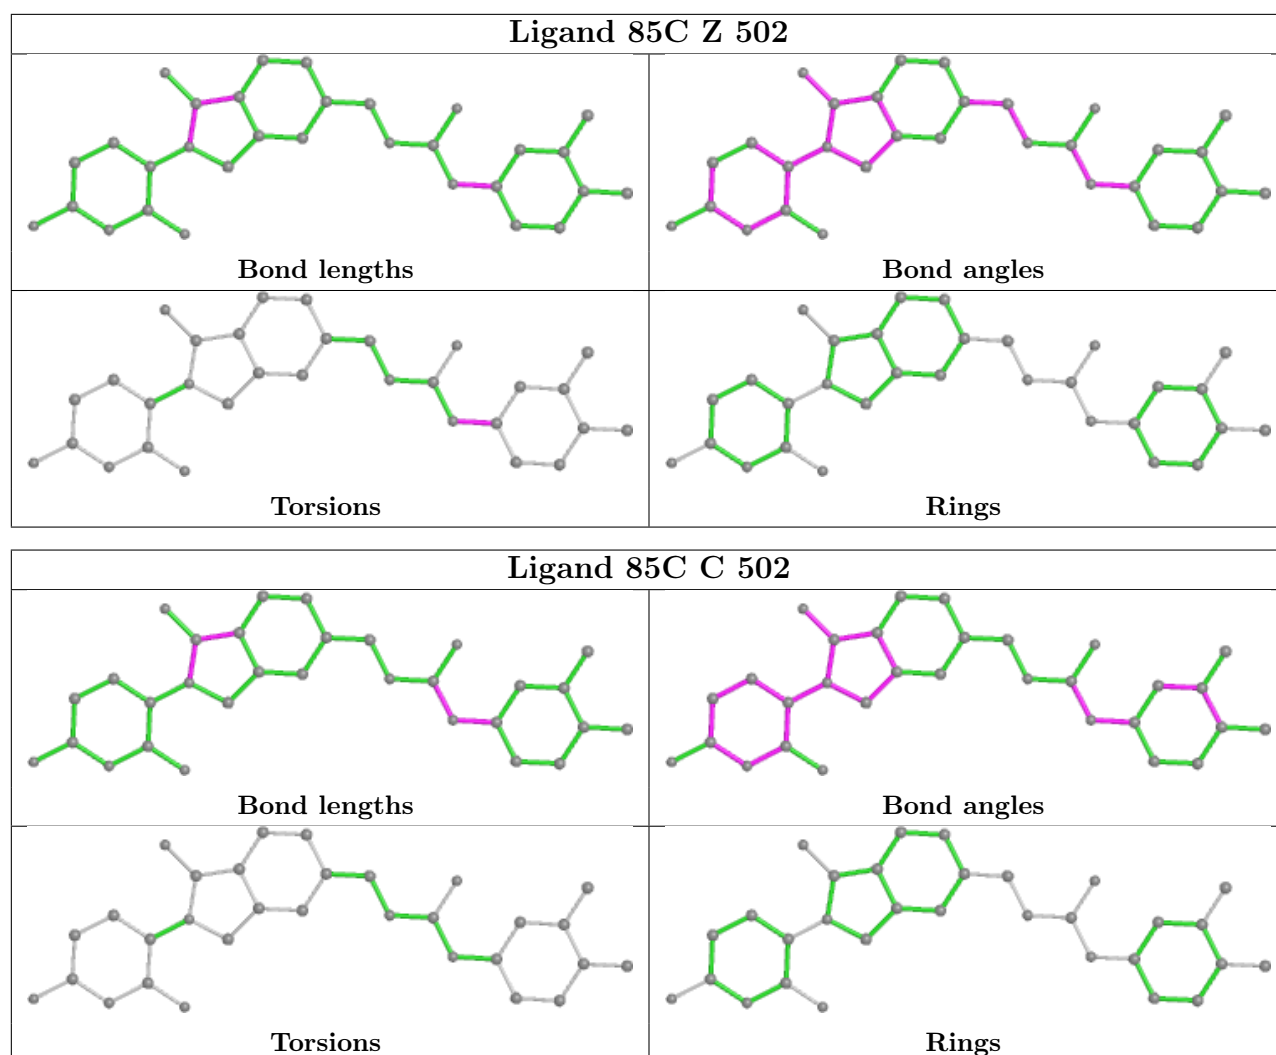 Ligand 85C Z 502
Bond lengths
Bond angles
Torsions
Rings
Ligand 85C C 502
Bond lengths
Bond angles
Torsions
Rings